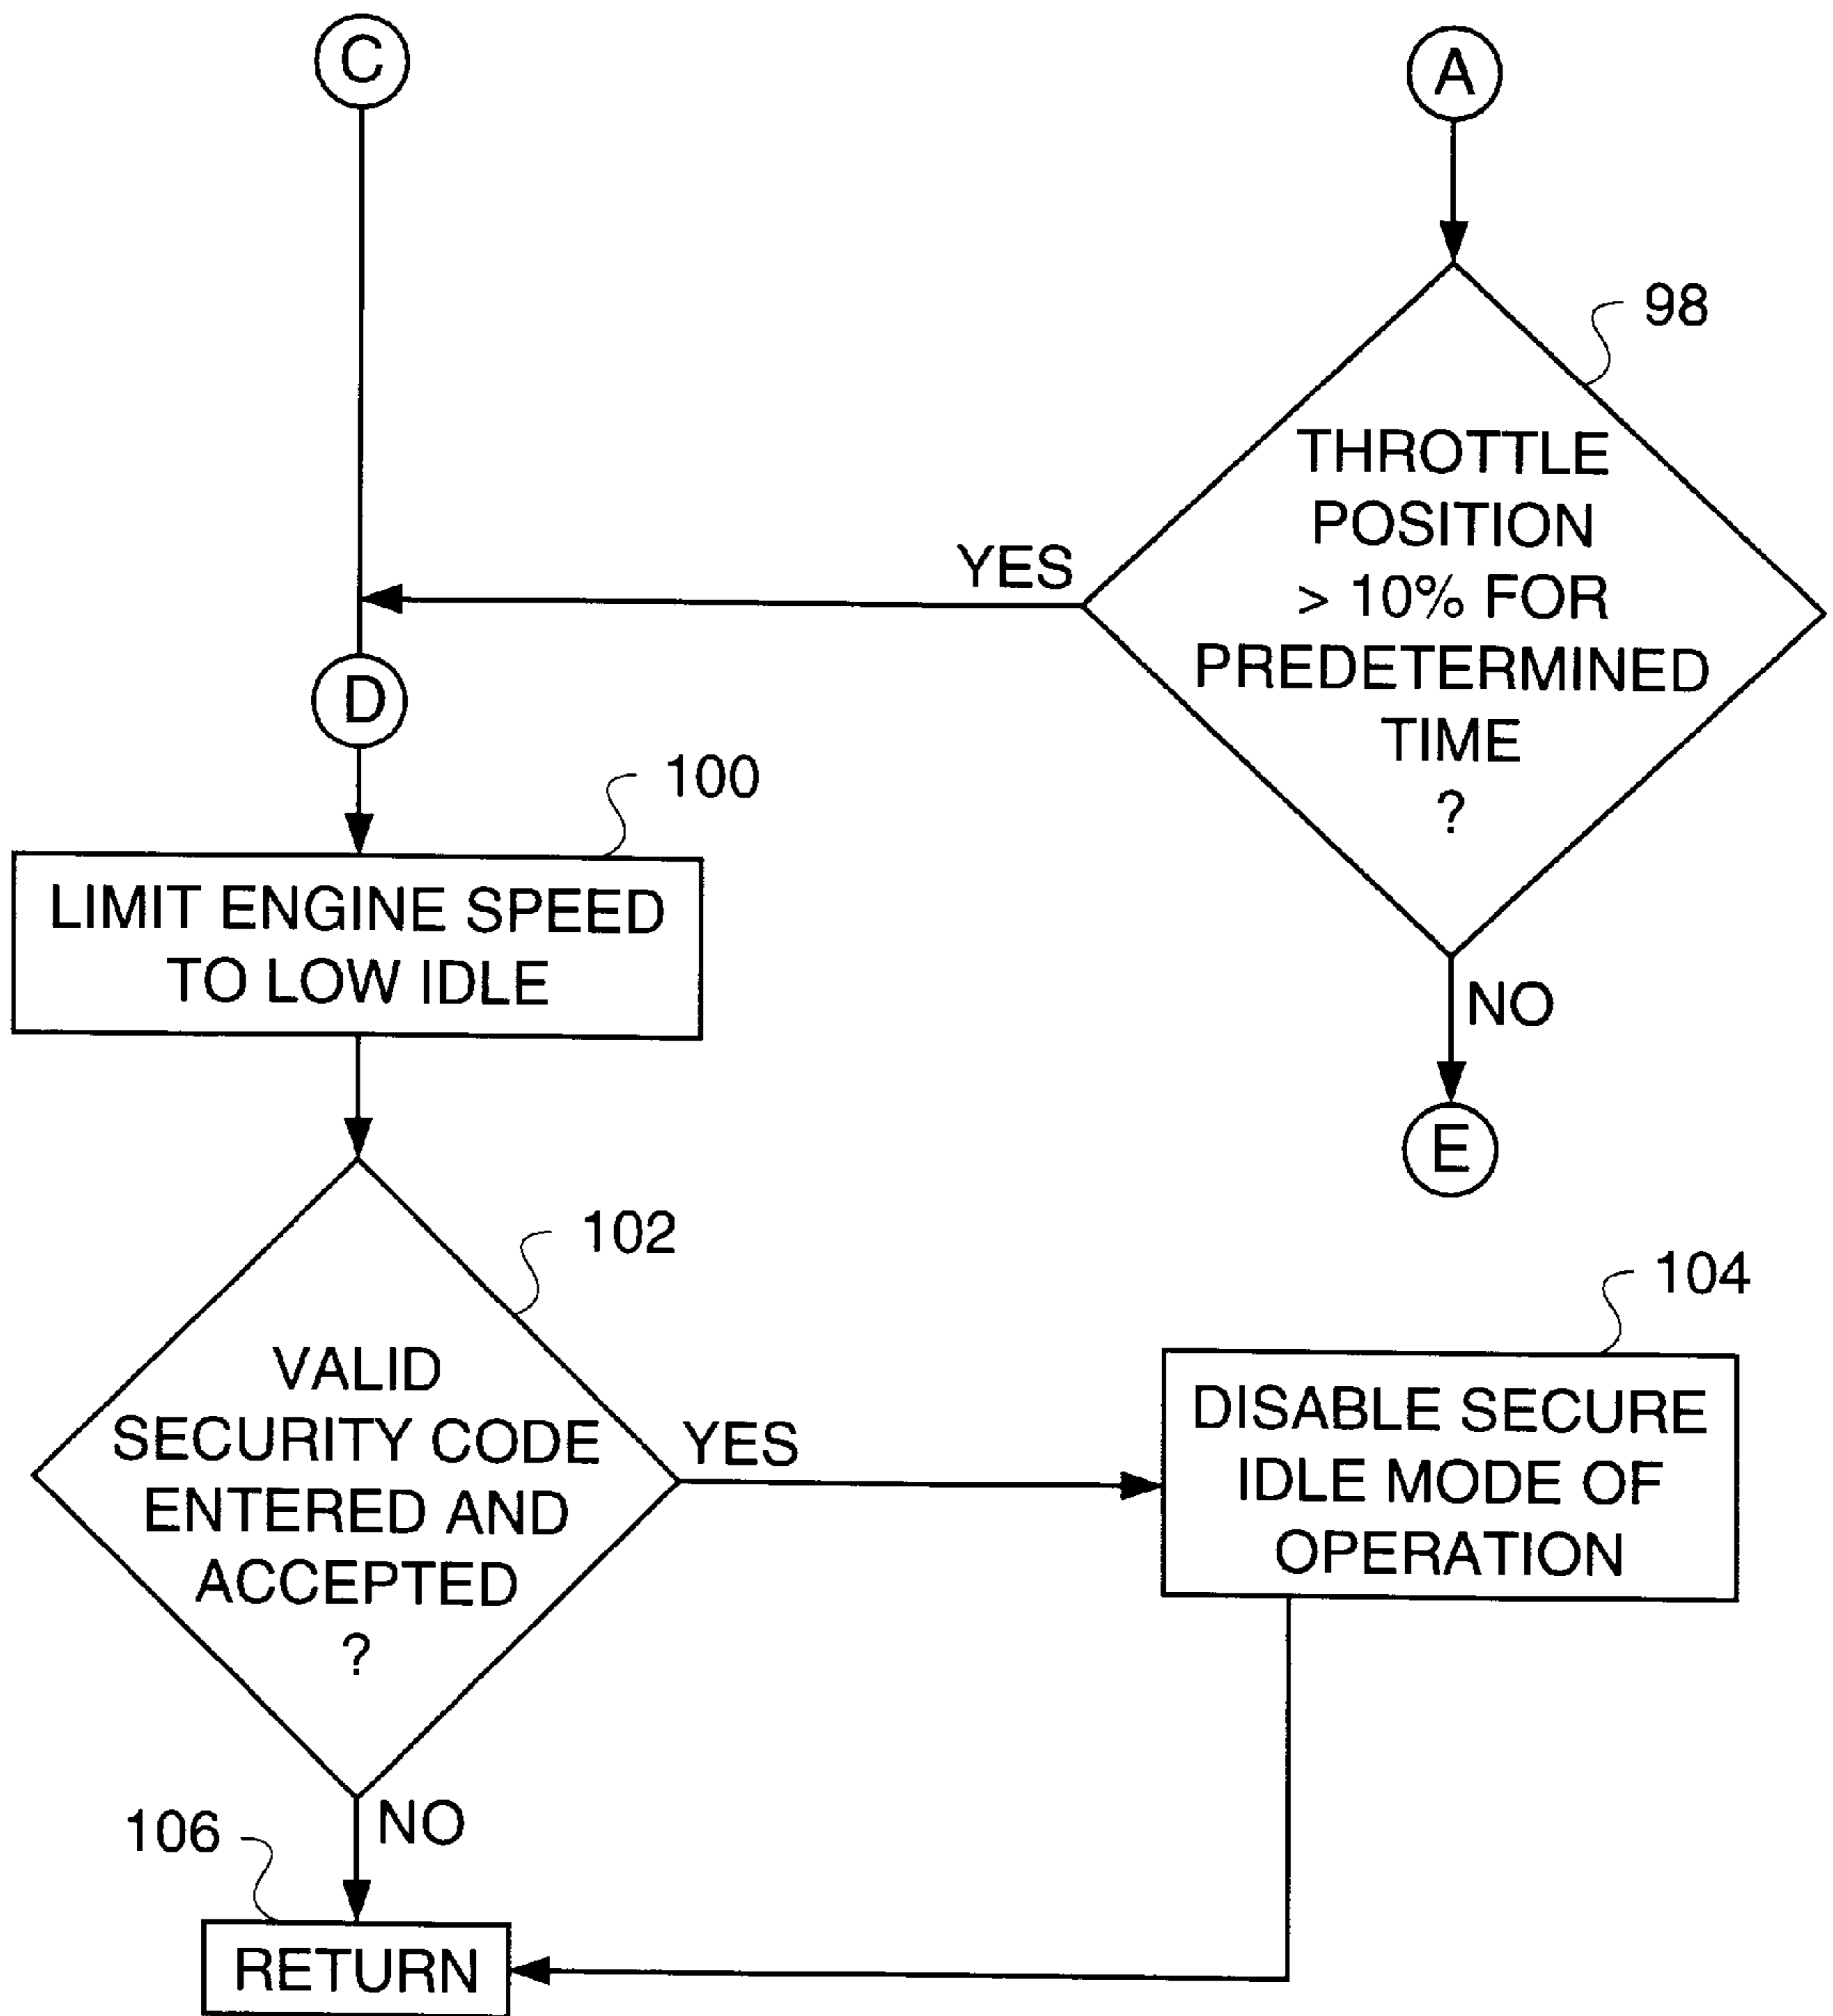 C
A
98
THROTTLE
POSITION
> 10% FOR
PREDETERMINED
TIME
?
YES
D
100
LIMIT ENGINE SPEED
TO LOW IDLE
NO
E
102
VALID
SECURITY CODE
ENTERED AND
ACCEPTED
?
YES
104
DISABLE SECURE
IDLE MODE OF
OPERATION
NO
106
RETURN